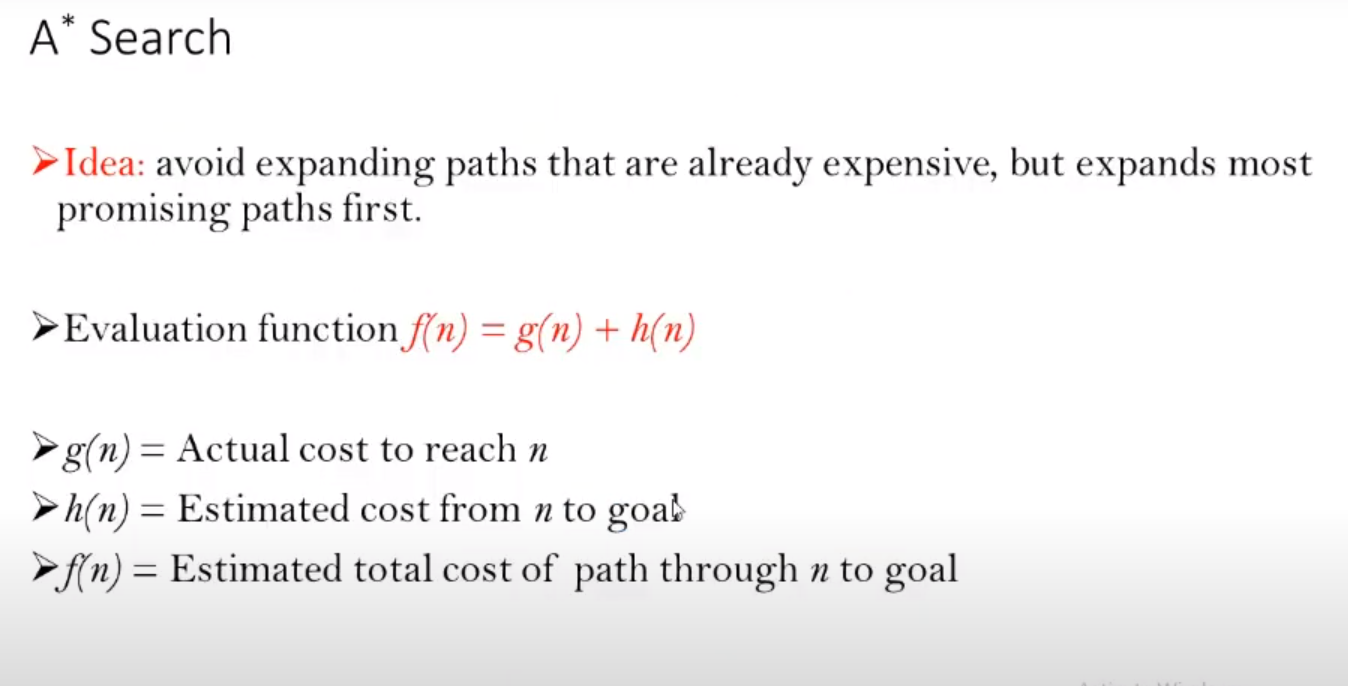 A* Search
➤Idea: avoid expanding paths that are already expensive, but expands most
promising paths first.
➤Evaluation function f(n) = g(n) + h(n)
➤g(n) = Actual cost to reach n
➤h(n) = Estimated cost from n to goal
➤f(n) = Estimated total cost of path through n to goal